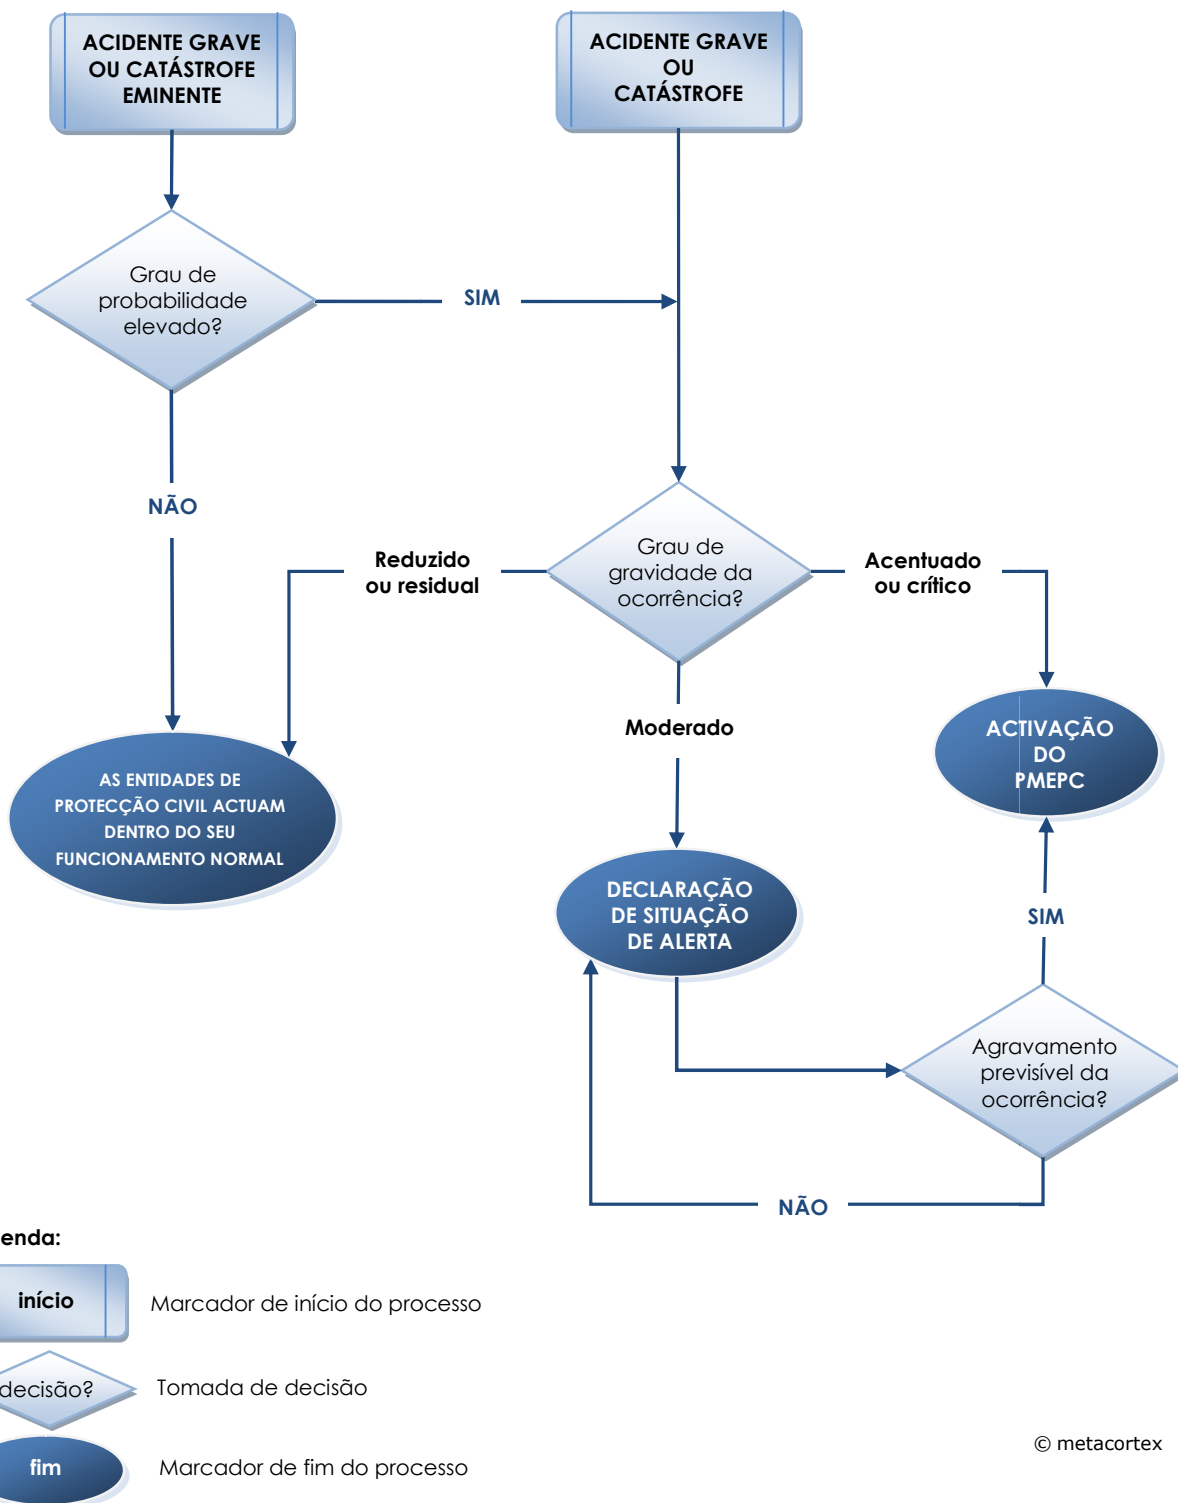 ACIDENTE GRAVE
OU CATÁSTROFE
EMINENTE
ACIDENTE GRAVE
OU
CATÁSTROFE
Grau de
probabilidade
elevado?
SIM
NÃO
Grau de
gravidade da
ocorrência?
Reduzido
ou residual
Acentuado
ou crítico
Moderado
ACTIVAÇÃO
DO
PMEPC
AS ENTIDADES DE
PROTECÇÃO CIVIL ACTUAM
DENTRO DO SEU
FUNCIONAMENTO NORMAL
DECLARAÇÃO
DE SITUAÇÃO
DE ALERTA
SIM
Agravamento
previsível da
ocorrência?
NÃO
enda:
início
Marcador de início do processo
decisão?
Tomada de decisão
fim
Marcador de fim do processo
© metacortex